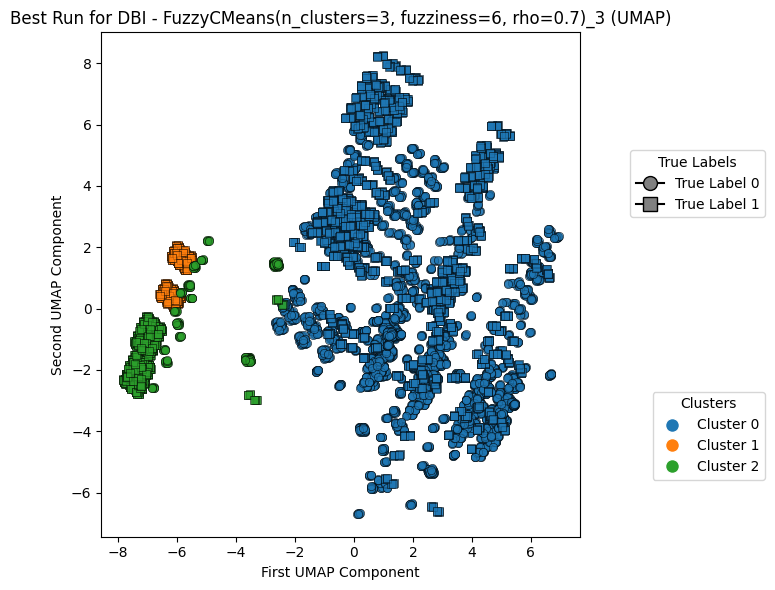 Best Run for DBI - FuzzyCMeans(n_clusters=3, fuzziness=6, rho=0.7)_3 (UMAP)
Second UMAP Component
8
6
4
2
0
−2
−4
−6
−8
−6
−4
−2
0
2
4
6
First UMAP Component
True Labels
True Label 0
True Label 1
Clusters
Cluster 0
Cluster 1
Cluster 2